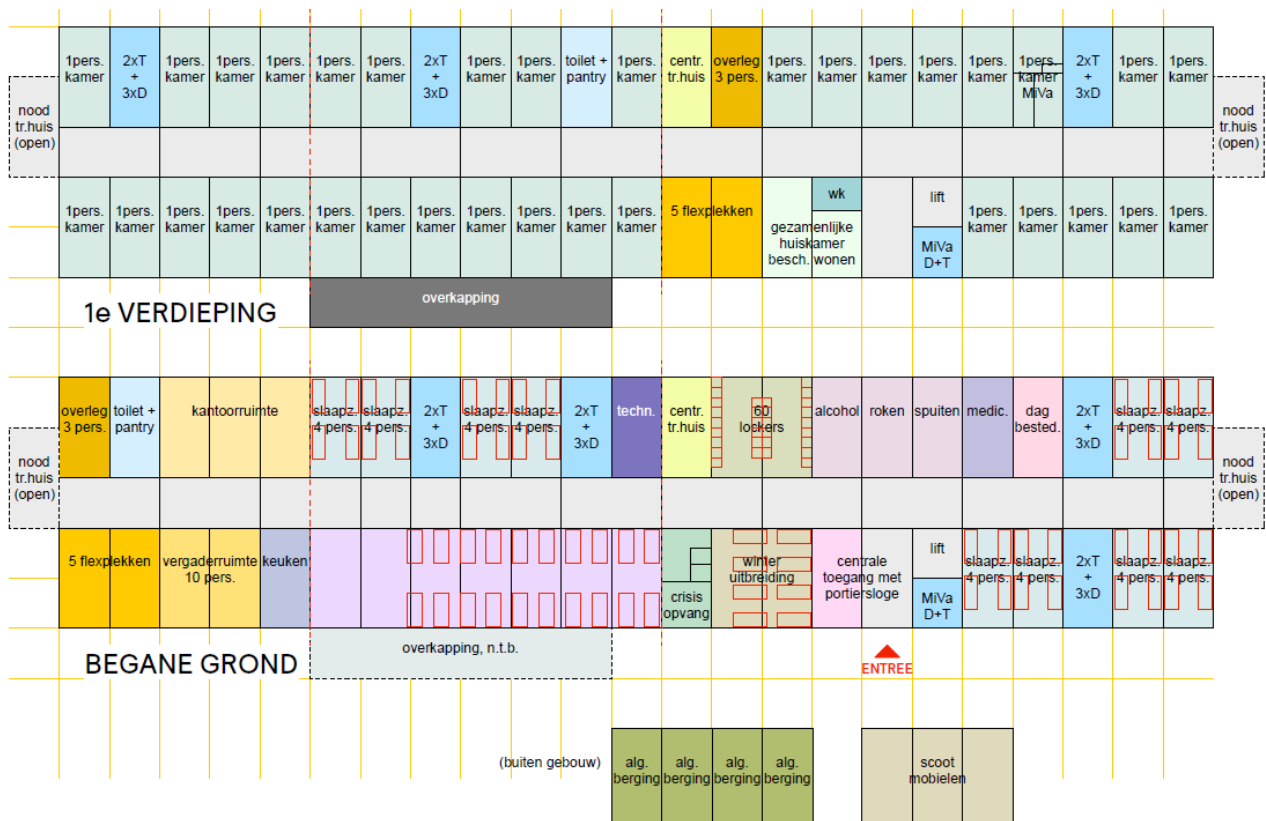 nood
tr.huis
(open)
1pers.
kamer
2xT
+
3xD
1pers.
kamer
1pers.
kamer
1pers.
kamer
1pers.
kamer
1pers.
kamer
2xT
+
3xD
1pers.
kamer
1pers.
kamer
toilet +
pantry
1pers.
kamer
centr.
tr.huis
overleg
3 pers.
1pers.
kamer
1pers.
kamer
1pers.
kamer
1pers.
kamer
1pers.
kamer
1pers.
kamer
MiVa
2xT
+
3xD
1pers.
kamer
1pers.
kamer
nood
tr.huis
(open)
1pers.
kamer
1pers.
kamer
1pers.
kamer
1pers.
kamer
1pers.
kamer
1pers.
kamer
1pers.
kamer
1pers.
kamer
1pers.
kamer
1pers.
kamer
1pers.
kamer
1pers.
kamer
5 flexplekken
wk
gezamenlijke
huiskamer
besch. wonen
lift
MiVa
D+T
1pers.
kamer
1pers.
kamer
1pers.
kamer
1pers.
kamer
1pers.
kamer
overkapping
1e VERDIEPING
nood
tr.huis
(open)
overleg
3 pers.
toilet +
pantry
kantoorruimte
slaapz.
4 pers.
slaapz.
4 pers.
2xT
+
3xD
slaapz.
4 pers.
slaapz.
4 pers.
2xT
+
3xD
techn.
centr.
tr.huis
60
lockers
alcohol
roken
spuiten
medic.
dag
bested.
2xT
+
3xD
slaapz.
4 pers.
slaapz.
4 pers.
nood
tr.huis
(open)
5 flexplekken
vergaderruimte
10 pers.
keuken
crisis
opvang
winter
uitbreiding
centrale
toegang met
portiersloge
lift
MiVa
D+T
slaapz.
4 pers.
slaapz.
4 pers.
2xT
+
3xD
slaapz.
4 pers.
slaapz.
4 pers.
overkapping, n.t.b.
BEGANE GROND
ENTREE
(buiten gebouw)
alg.
berging
alg.
berging
alg.
berging
alg.
berging
scoot
mobielen